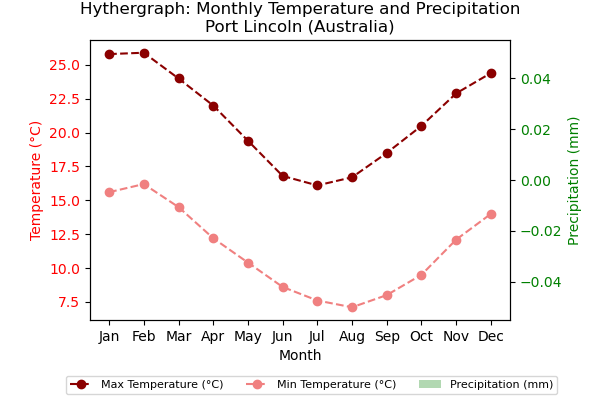 Hythergraph: Monthly Temperature and Precipitation
Port Lincoln (Australia)
25.0
22.5
20.0
17.5
15.0
12.5
10.0
7.5
Temperature (°C)
0.04
0.02
0.00
−0.02
−0.04
Precipitation (mm)
Jan Feb Mar Apr May Jun Jul Aug Sep Oct Nov Dec
Month
Max Temperature (°C) Min Temperature (°C) Precipitation (mm)